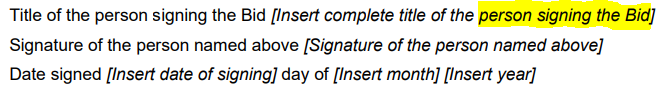 Title of the person signing the Bid [Insert complete title of the person signing the Bid]
Signature of the person named above [Signature of the person named above]
Date signed [Insert date of signing] day of [Insert month] [Insert year]